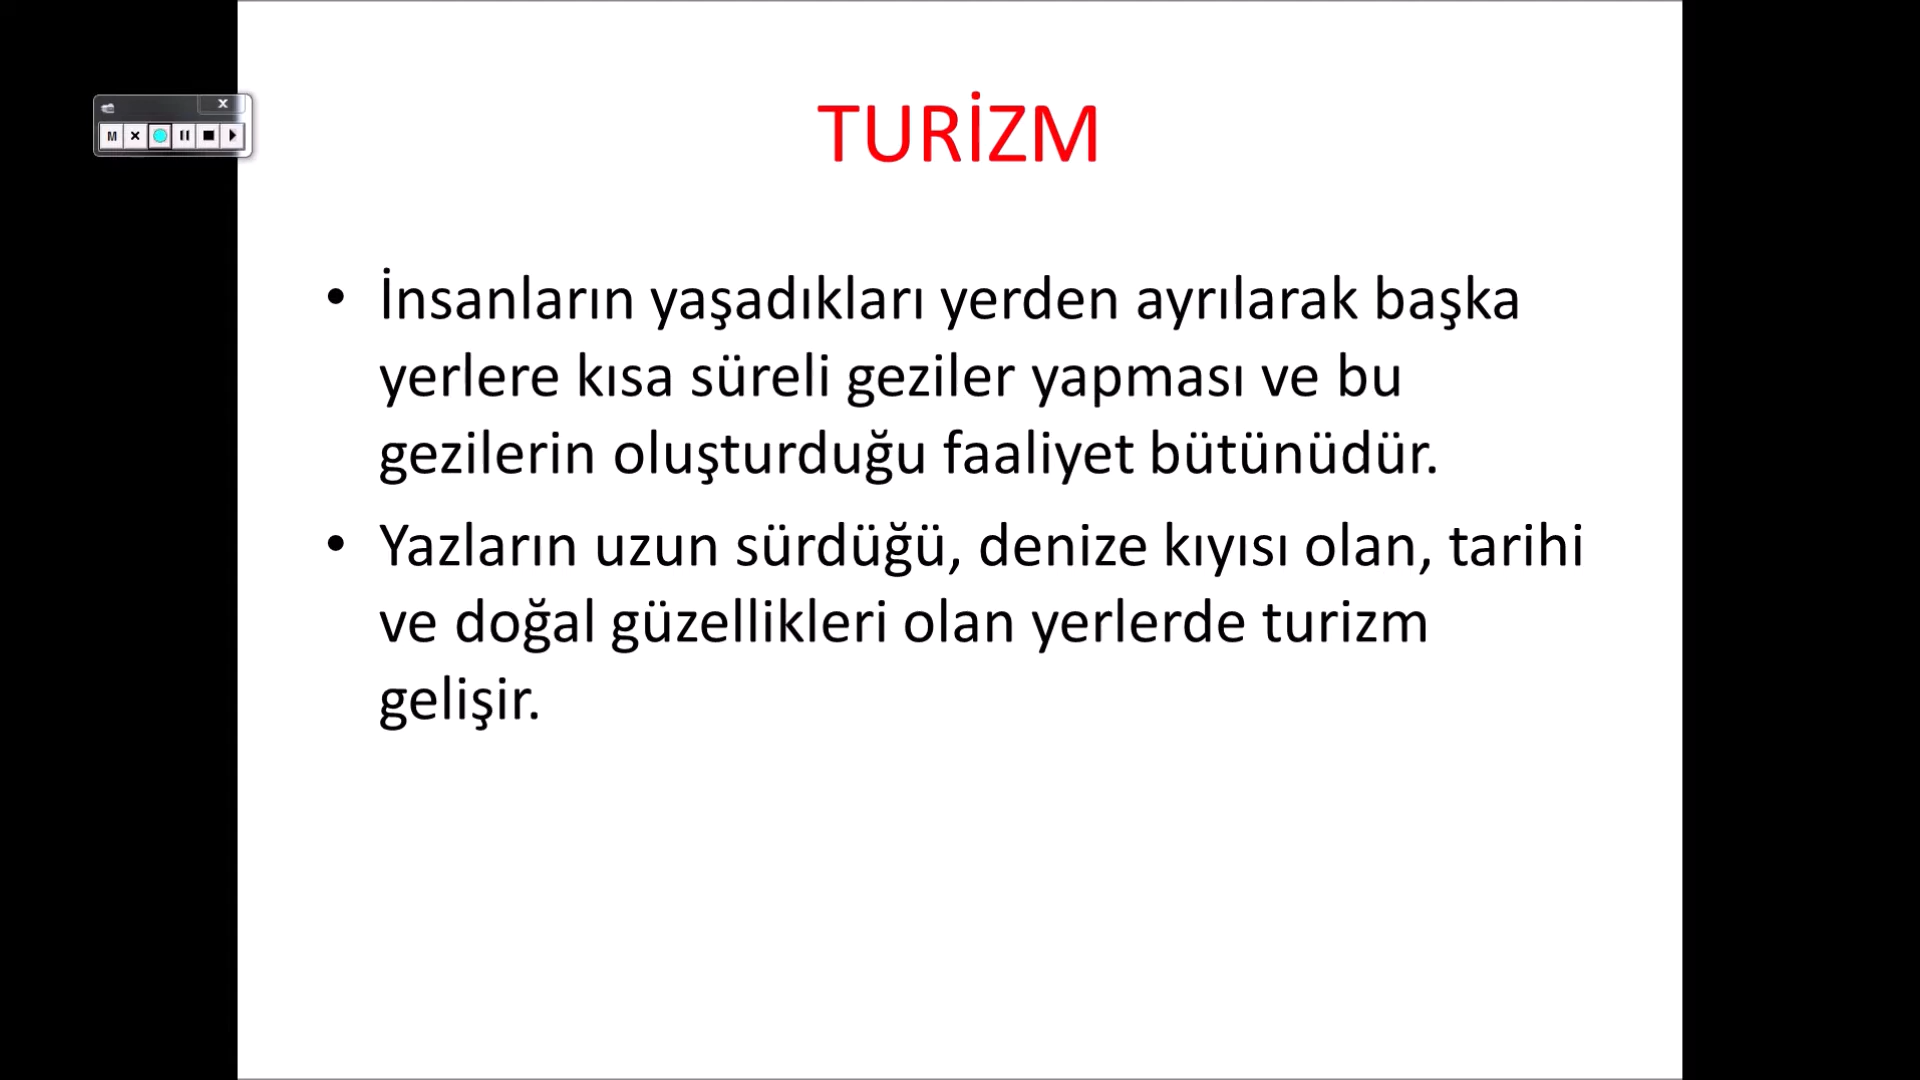 TURİZM
M
• İnsanların yaşadıkları yerden ayrılarak başka
yerlere kısa süreli geziler yapması ve bu
gezilerin oluşturduğu faaliyet bütünüdür.
• Yazların uzun sürdüğü, denize kıyısı olan, tarihi
ve doğal güzellikleri olan yerlerde turizm
gelişir.